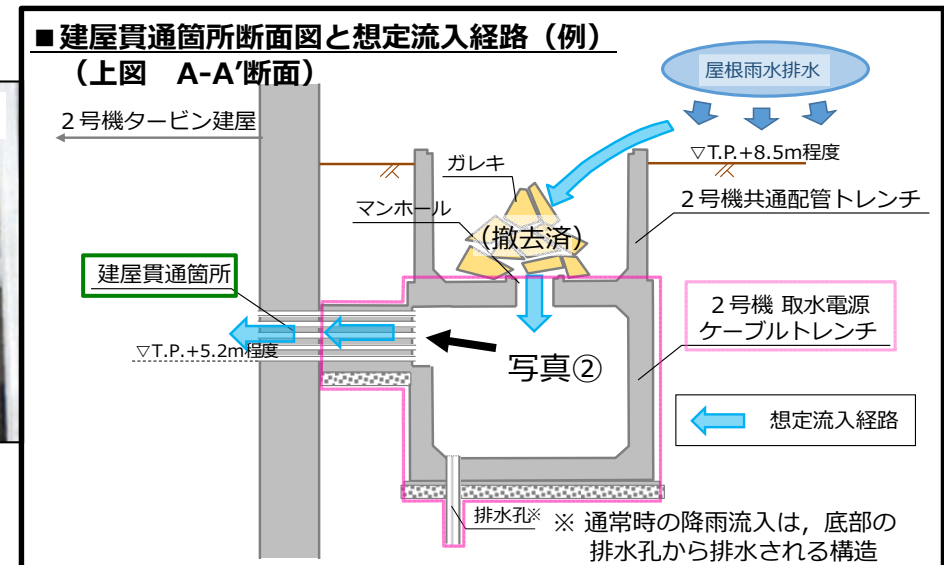 ■建屋貫通箇所断面図と想定流入経路（例）
（上図　A-A’断面）
屋根雨水排水
２号機タービン建屋
▽T.P.+8.5m程度
ガレキ
２号機共通配管トレンチ
マンホール
（撤去済）
建屋貫通箇所
２号機 取水電源
ケーブルトレンチ
▽T.P.+5.2m程度
写真②
想定流入経路
排水孔※
※ 通常時の降雨流入は，底部の
排水孔から排水される構造